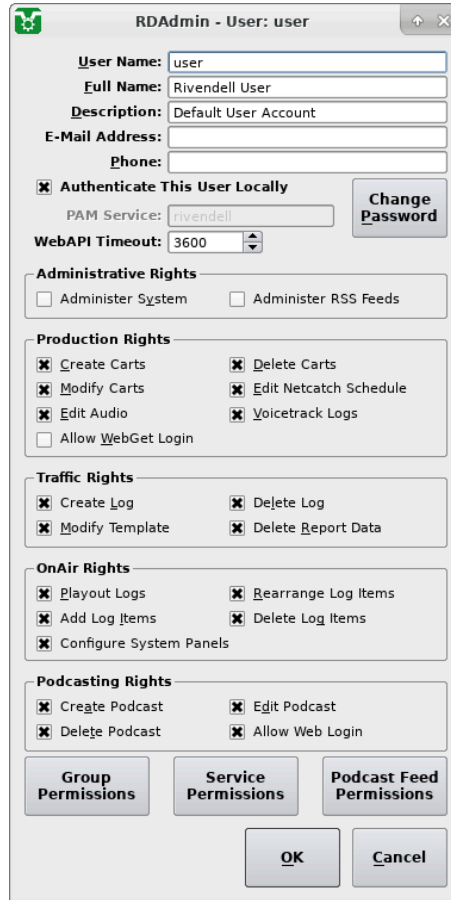 RDAdmin - User: user
User Name: user
Full Name: Rivendell User
Description: Default User Account
E-Mail Address:
Phone:
Authenticate This User Locally
Change Password
PAM Service: rivendell
WebAPI Timeout: 3600
Administrative Rights
Administer System Administer RSS Feeds
Production Rights
Create Carts Delete Carts
Modify Carts Edit Netcatch Schedule
Edit Audio Voicetrack Logs
Allow WebGet Login
Traffic Rights
Create Log Delete Log
Modify Template Delete Report Data
OnAir Rights
Playout Logs Rearrange Log Items
Add Log Items Delete Log Items
Configure System Panels
Podcasting Rights
Create Podcast Edit Podcast
Delete Podcast Allow Web Login
Group Service Podcast Feed
Permissions Permissions Permissions
OK Cancel